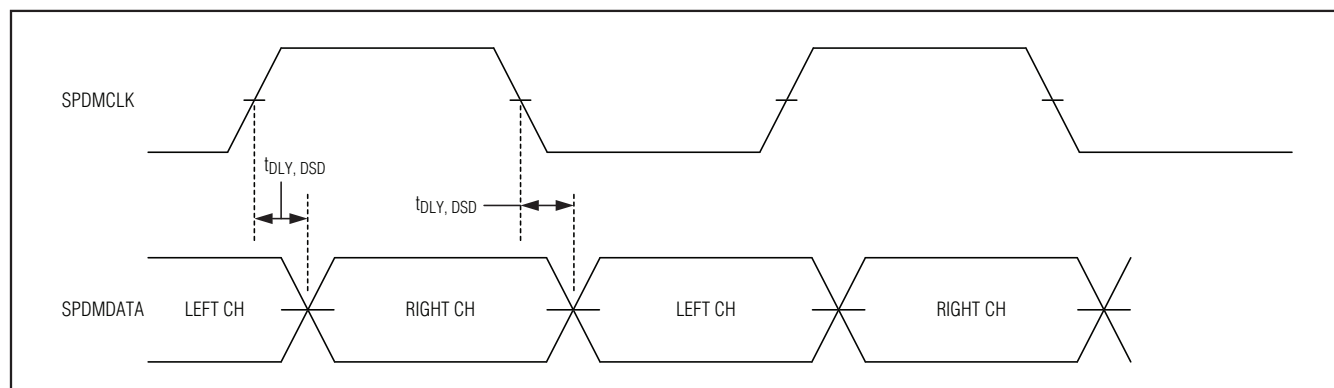 SPDMCLK
tDLY, DSD
tDLY, DSD
SPDMDATA LEFT CH RIGHT CH LEFT CH RIGHT CH